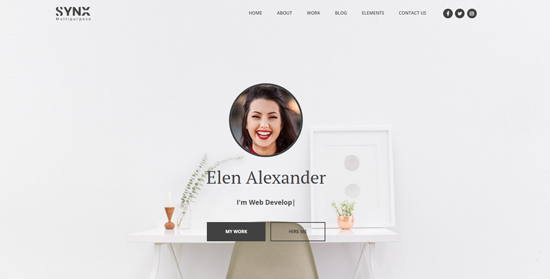 SYNX
Multipurpose
HOME ABOUT WORK BLOG ELEMENTS CONTACT US
Elen Alexander
I'm Web Develop|
MY WORK HIRE ME